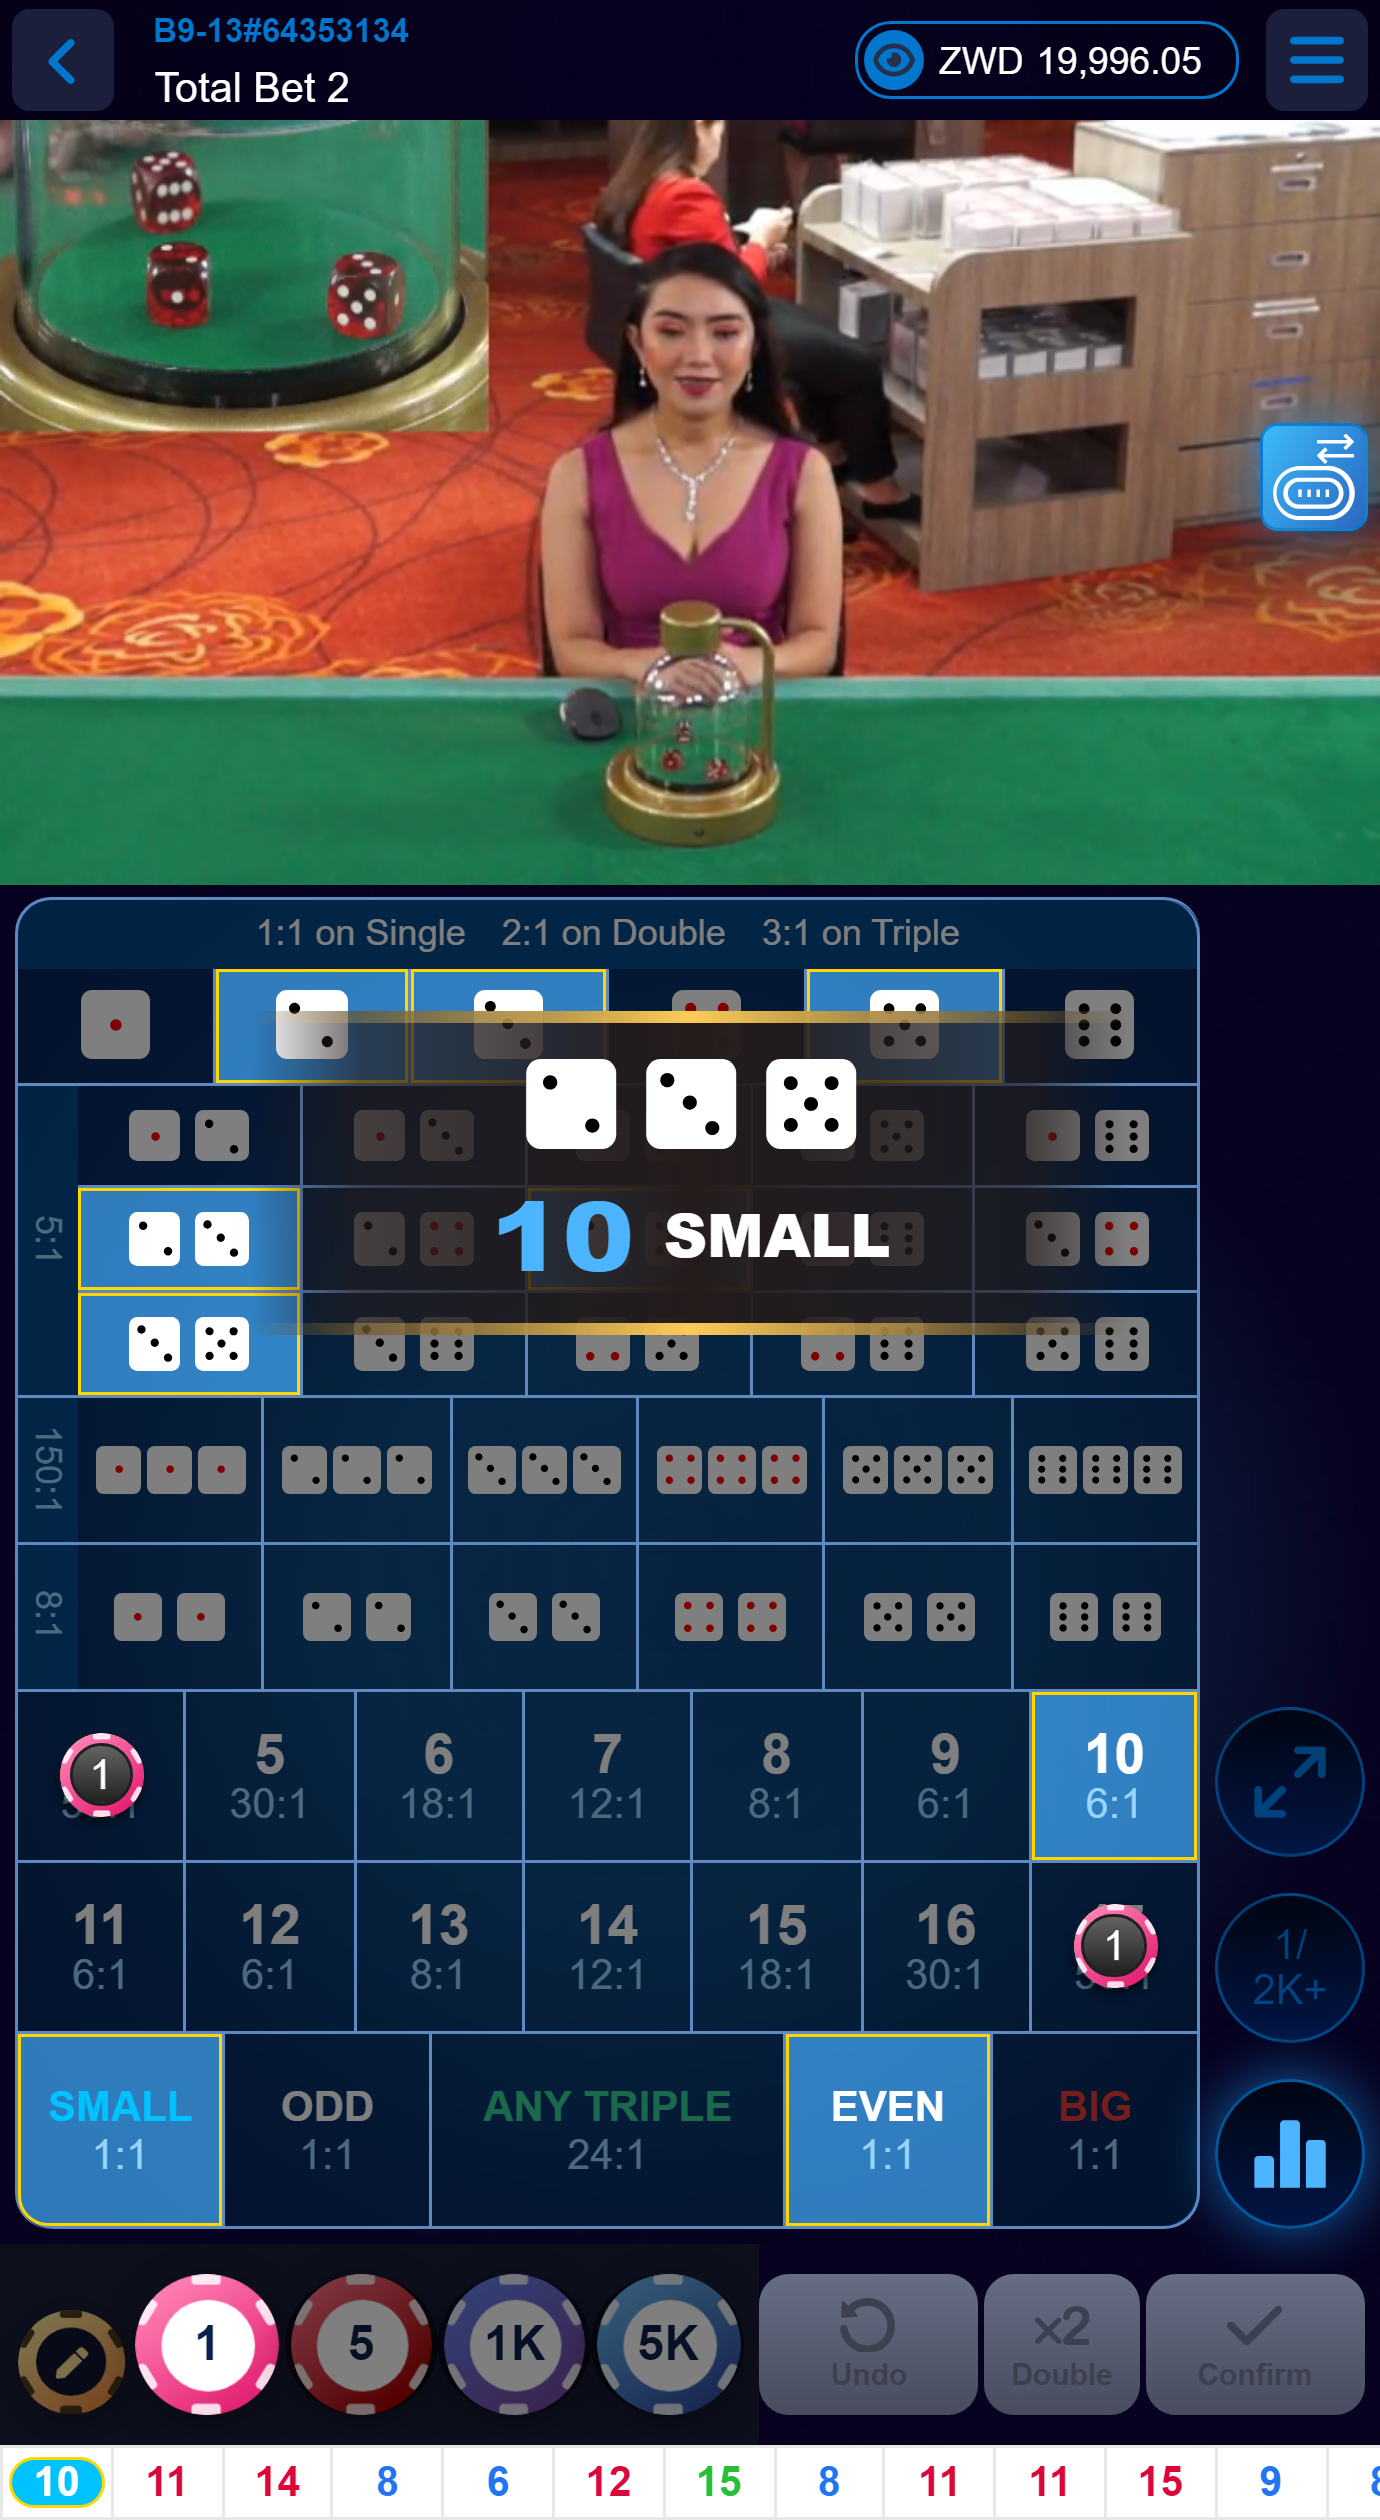 B9-13#64353134
Total Bet 2
ZWD 19,996.05
1:1 on Single 2:1 on Double 3:1 on Triple
10 SMALL
5:1
150:1
8:1
1 5 6 7 8 9 10
30:1 18:1 12:1 8:1 6:1 6:1
11 12 13 14 15 16 1
6:1 6:1 8:1 12:1 18:1 30:1
SMALL ODD ANY TRIPLE EVEN BIG
1:1 1:1 24:1 1:1 1:1
1/
2K+
1 5 1K 5K
x2
Undo Double Confirm
10 11 14 8 6 12 15 8 11 11 15 9